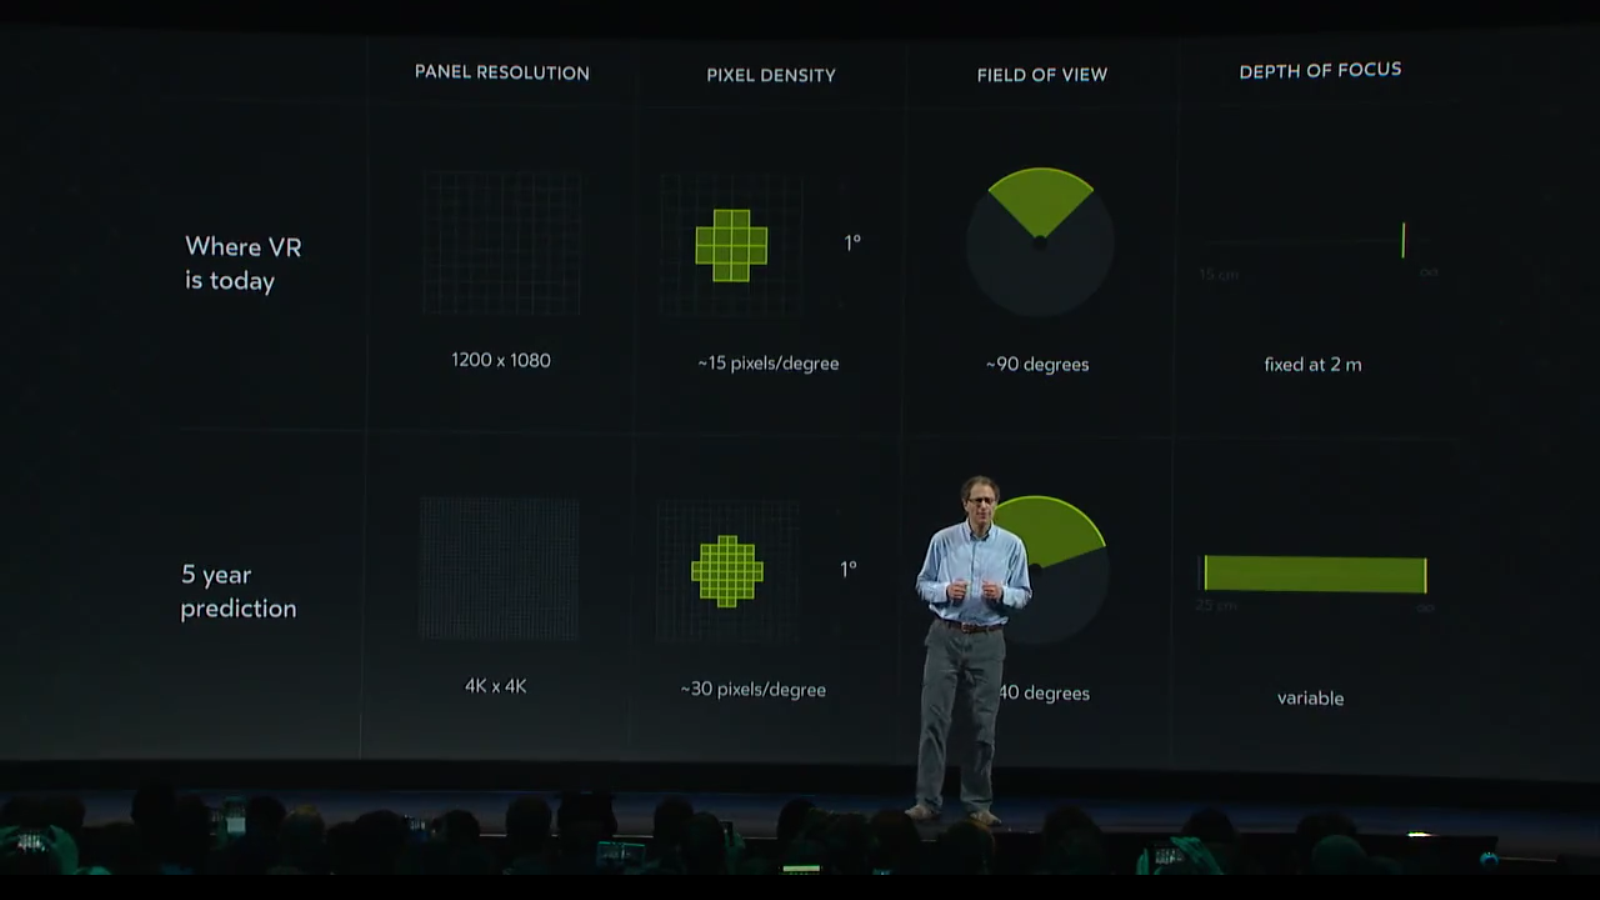 PANEL RESOLUTION
PIXEL DENSITY
FIELD OF VIEW
DEPTH OF FOCUS
Where VR
is today
1°
15 cm
∞
1200 x 1080
~15 pixels/degree
~90 degrees
fixed at 2 m
5 year
prediction
1°
25 cm
∞
4K x 4K
~30 pixels/degree
40 degrees
variable